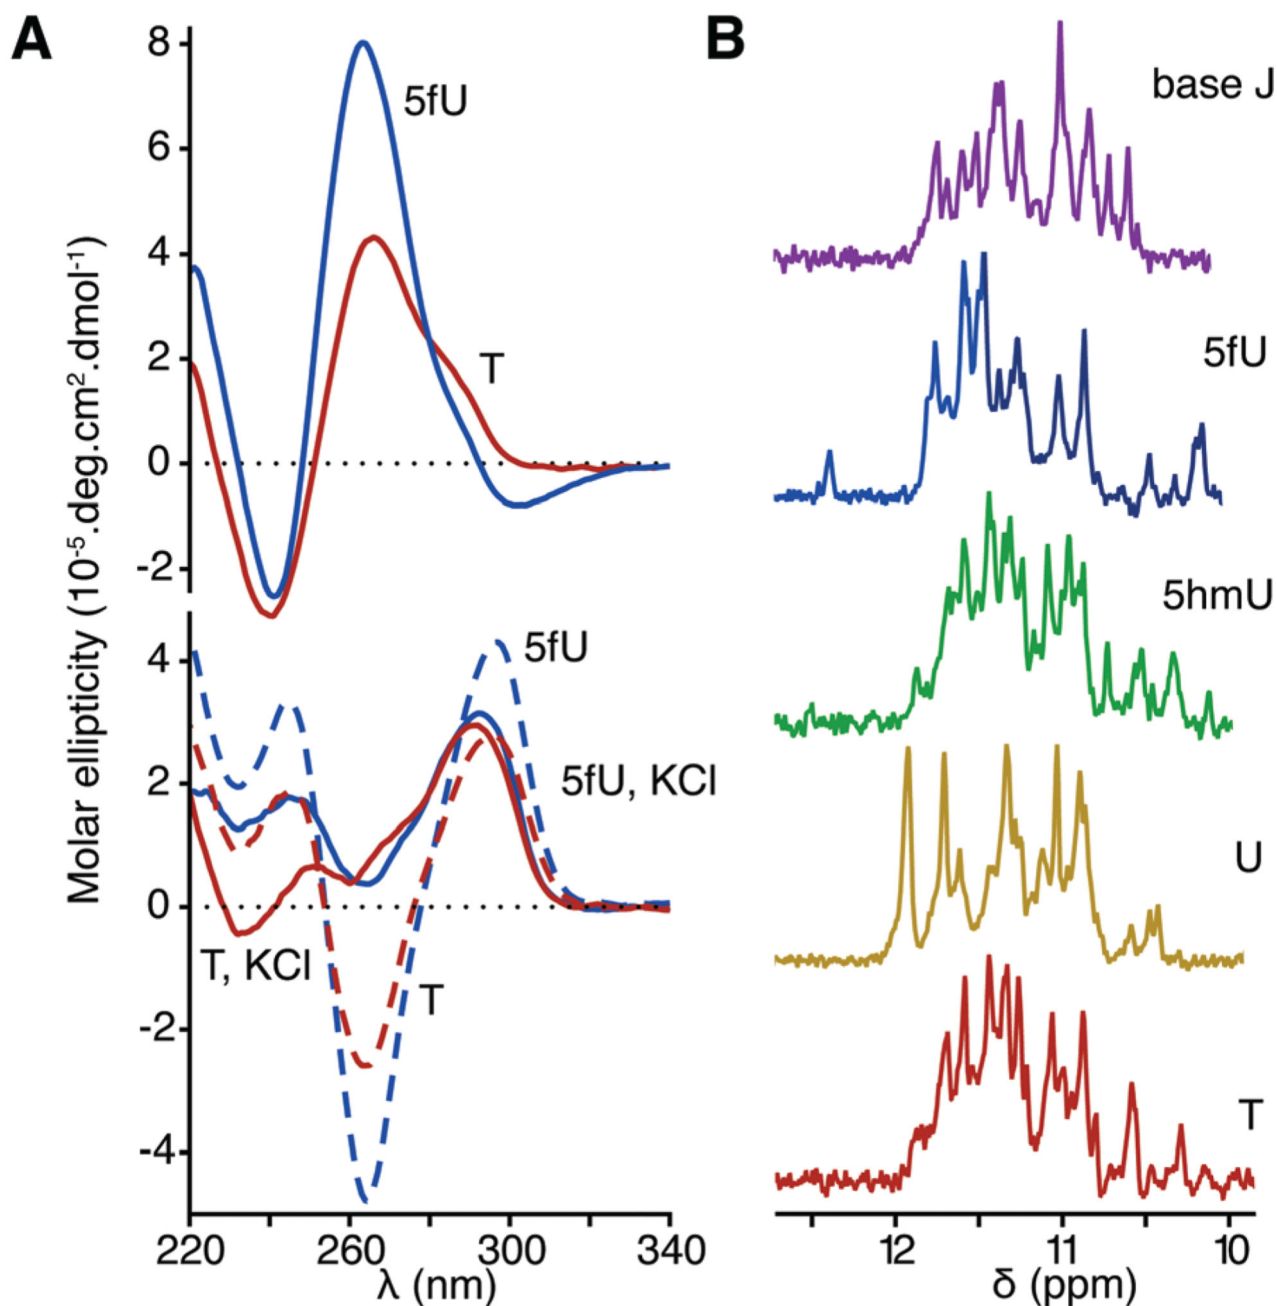 A
B
Molar ellipticity (10⁻⁵.deg.cm².dmol⁻¹)
8
6
4
2
0
-2
5fU
T
4
2
0
-2
-4
5fU
5fU, KCl
T, KCl
T
220 260 300 340
λ (nm)
base J
5fU
5hmU
U
T
12 11 10
δ (ppm)